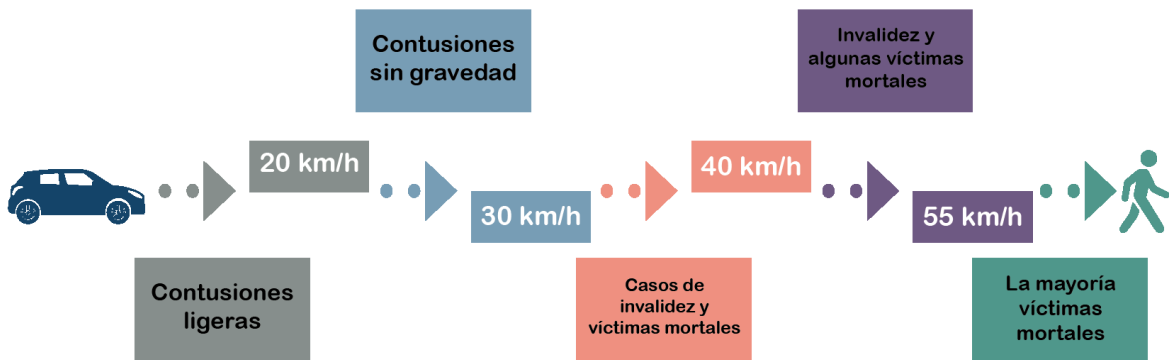 Contusiones
sin gravedad
Invalidez y
algunas víctimas
mortales
20 km/h
40 km/h
30 km/h
55 km/h
Contusiones
ligeras
Casos de
invalidez y
víctimas mortales
La mayoría
víctimas
mortales